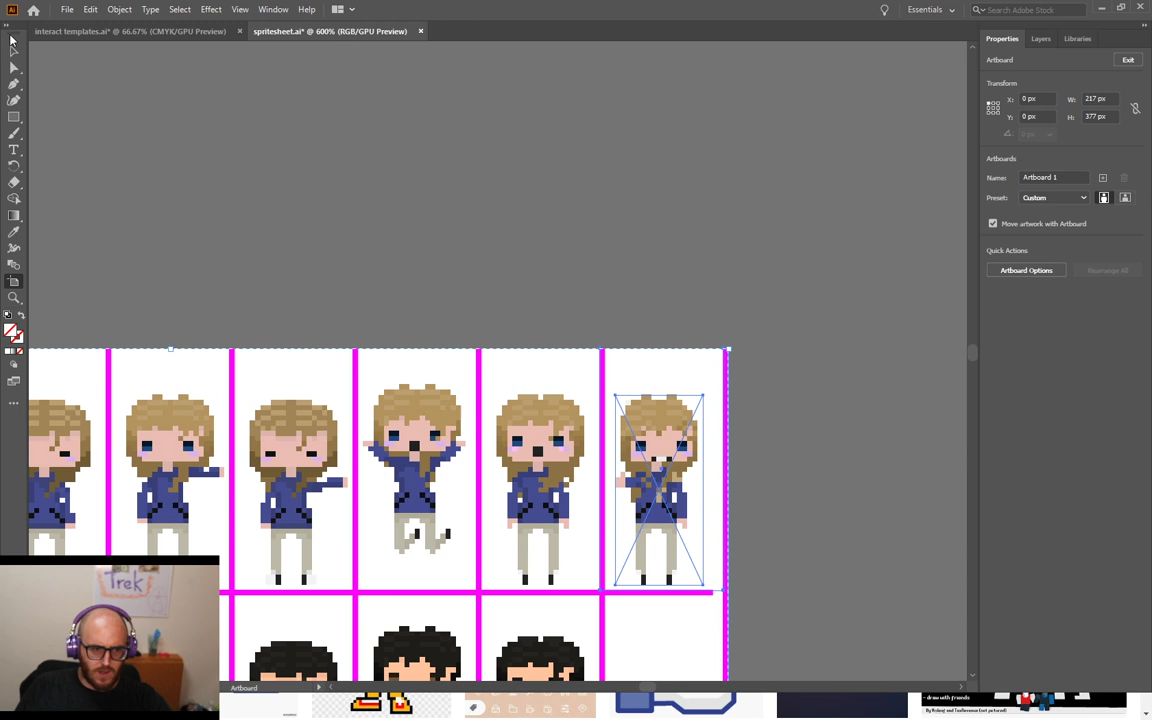 Ai File Edit Object Type Select Effect View Window Help Essentials Search Adobe Stock
interact templates.ai* @ 66.67% (CMYK/GPU Preview) × spritesheet.ai* @ 600% (RGB/GPU Preview) ×
Properties Layers Libraries
Artboard Exit
Transform
X: 0 px W: 217 px
Y: 0 px H: 377 px
0 px
Artboards
Name: Artboard 1
Preset: Custom
Move artwork with Artboard
Quick Actions
Artboard Options Rearrange All
Trek
Artboard
- draw with friends